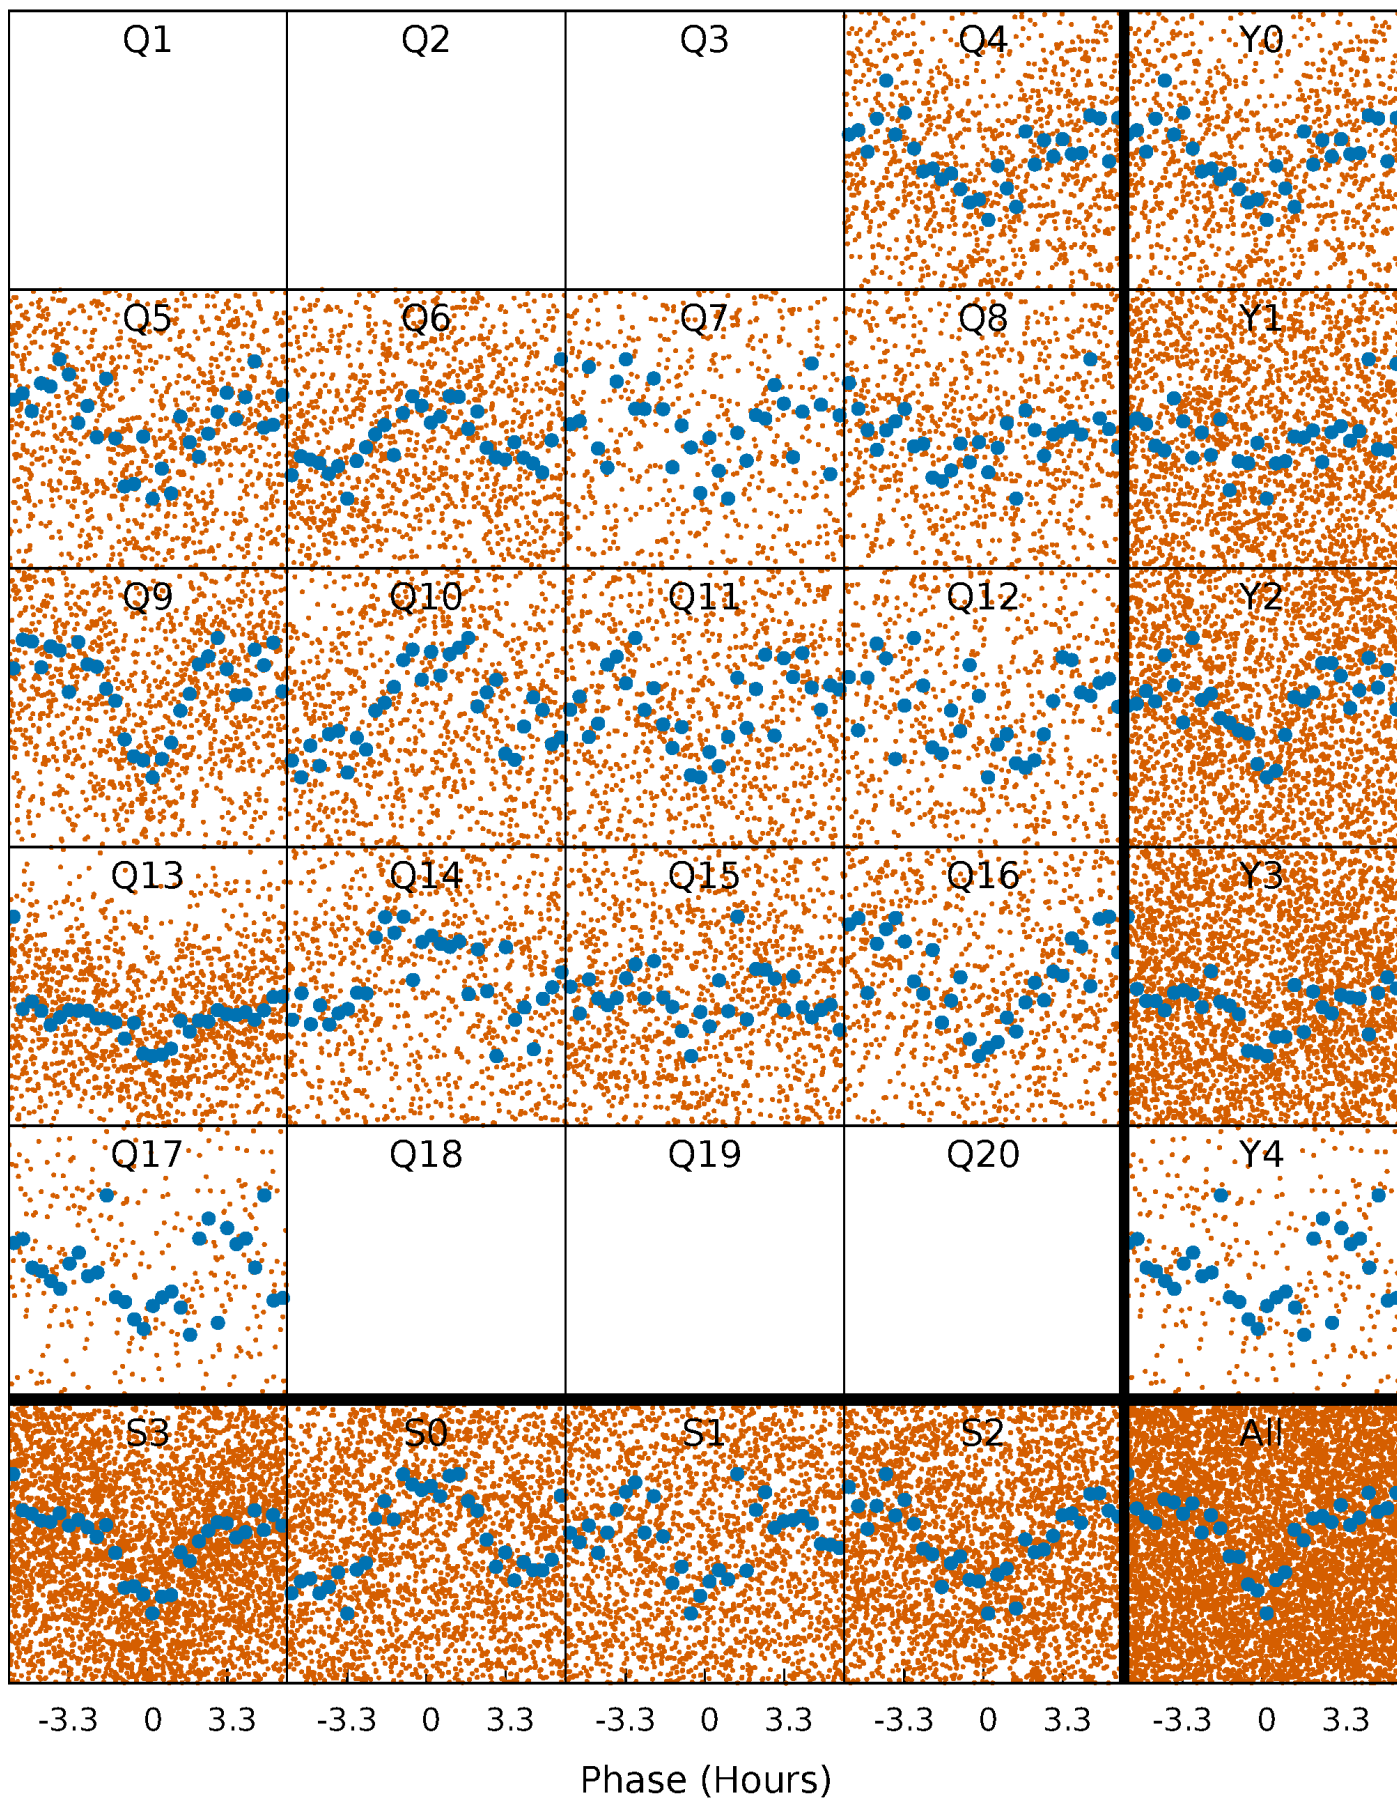 Q1 Q2 Q3 Q4 Y0
Q5 Q6 Q7 Q8 Y1
Q9 Q10 Q11 Q12 Y2
Q13 Q14 Q15 Q16 Y3
Q17 Q18 Q19 Q20 Y4
S3 S0 S1 S2 All
-3.3 0 3.3 -3.3 0 3.3 -3.3 0 3.3 -3.3 0 3.3 -3.3 0 3.3
Phase (Hours)